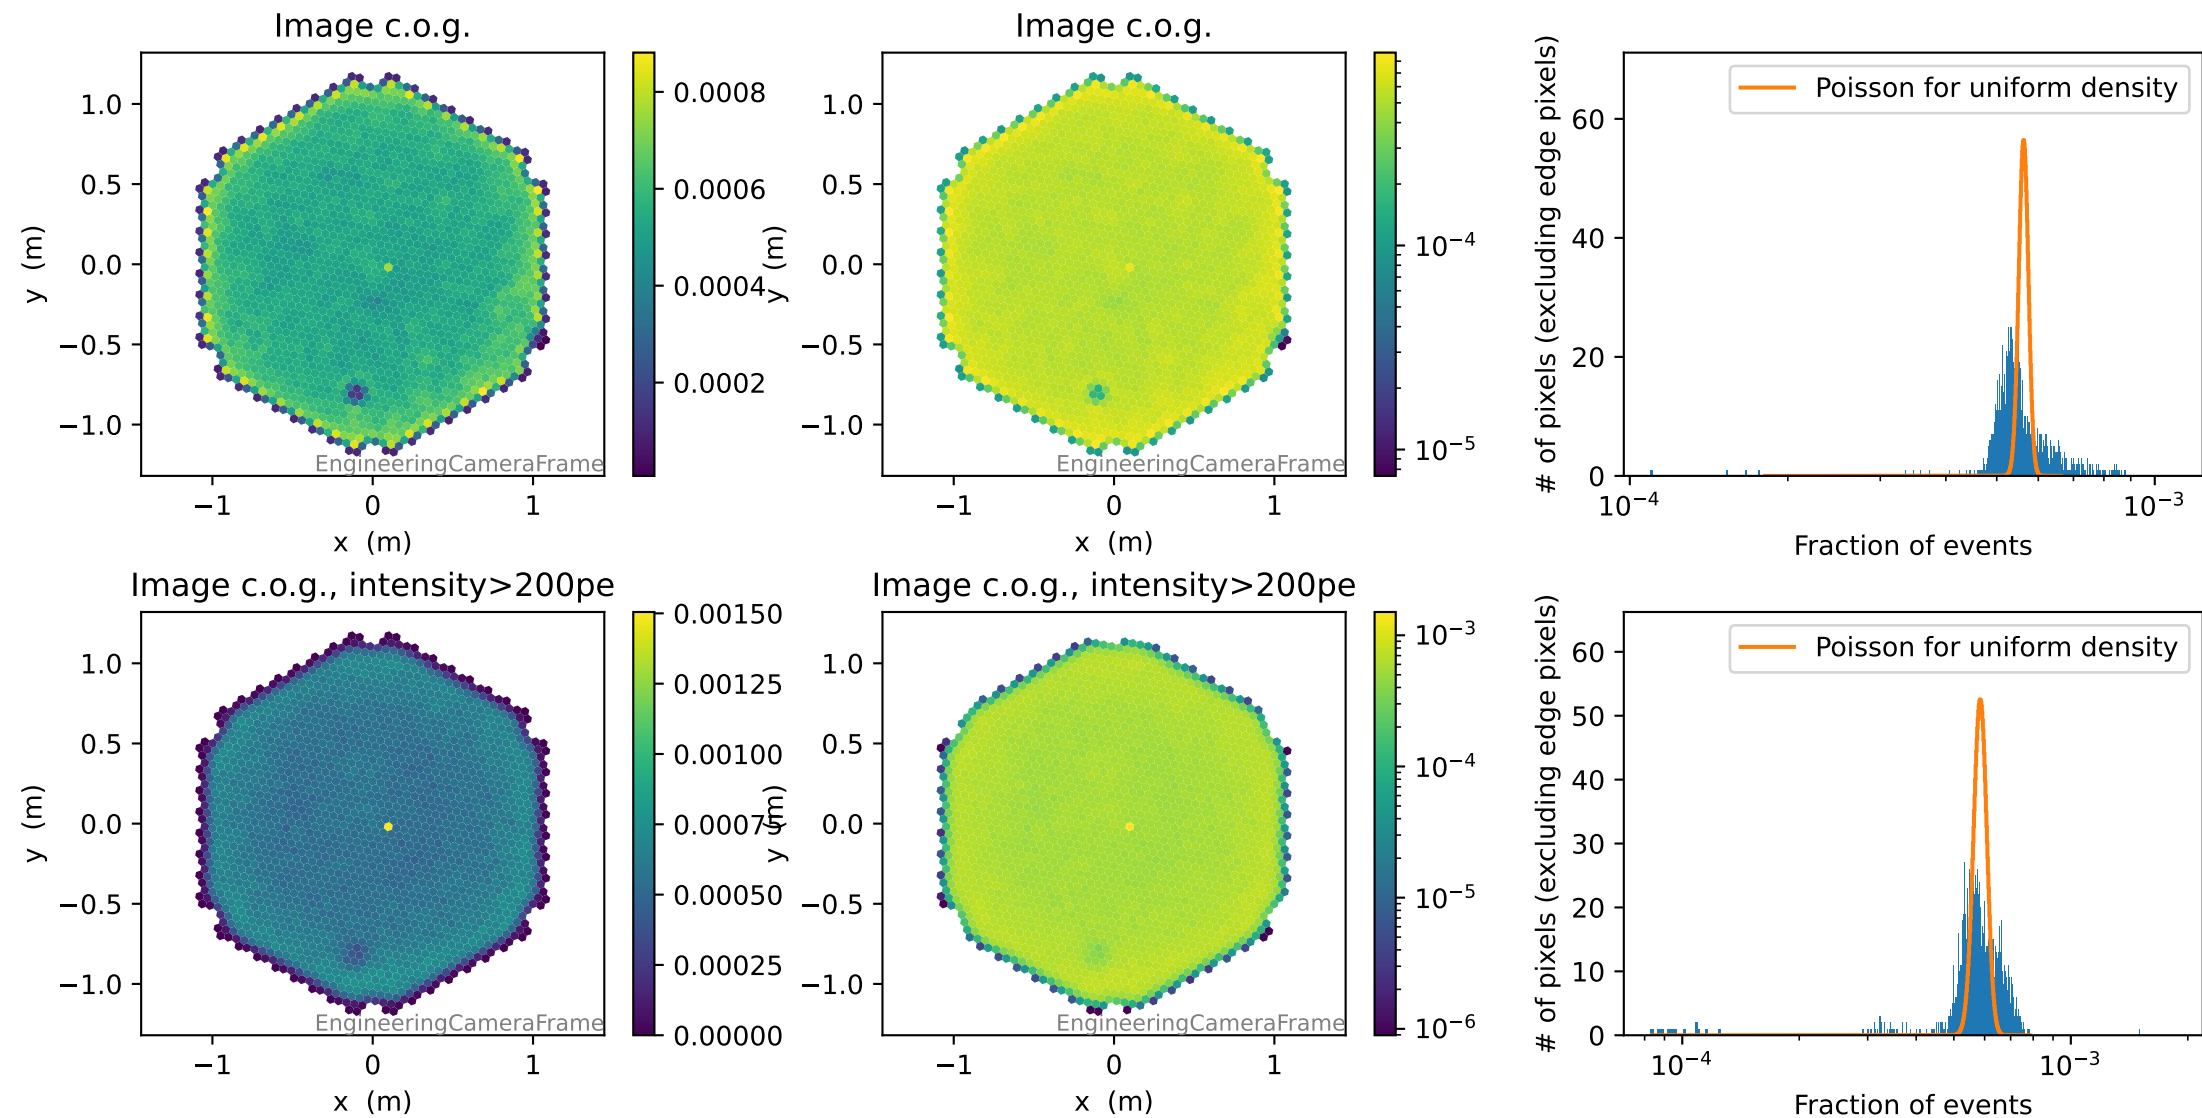 Image c.o.g.
1.0
0.5
0.0
−0.5
−1.0
y (m)
−1
0
1
x (m)
EngineeringCameraFrame
0.0008
0.0006
0.0004
0.0002
Image c.o.g.
1.0
0.5
0.0
−0.5
−1.0
y (m)
−1
0
1
x (m)
EngineeringCameraFrame
10⁻⁴
10⁻⁵
Poisson for uniform density
60
40
20
0
# of pixels (excluding edge pixels)
10⁻⁴
10⁻³
Fraction of events
Image c.o.g., intensity>200pe
1.0
0.5
0.0
−0.5
−1.0
y (m)
−1
0
1
x (m)
EngineeringCameraFrame
0.00150
0.00125
0.00100
0.00075
0.00050
0.00025
0.00000
Image c.o.g., intensity>200pe
1.0
0.5
0.0
−0.5
−1.0
y (m)
−1
0
1
x (m)
EngineeringCameraFrame
10⁻³
10⁻⁴
10⁻⁵
10⁻⁶
Poisson for uniform density
60
50
40
30
20
10
0
# of pixels (excluding edge pixels)
10⁻⁴
10⁻³
Fraction of events